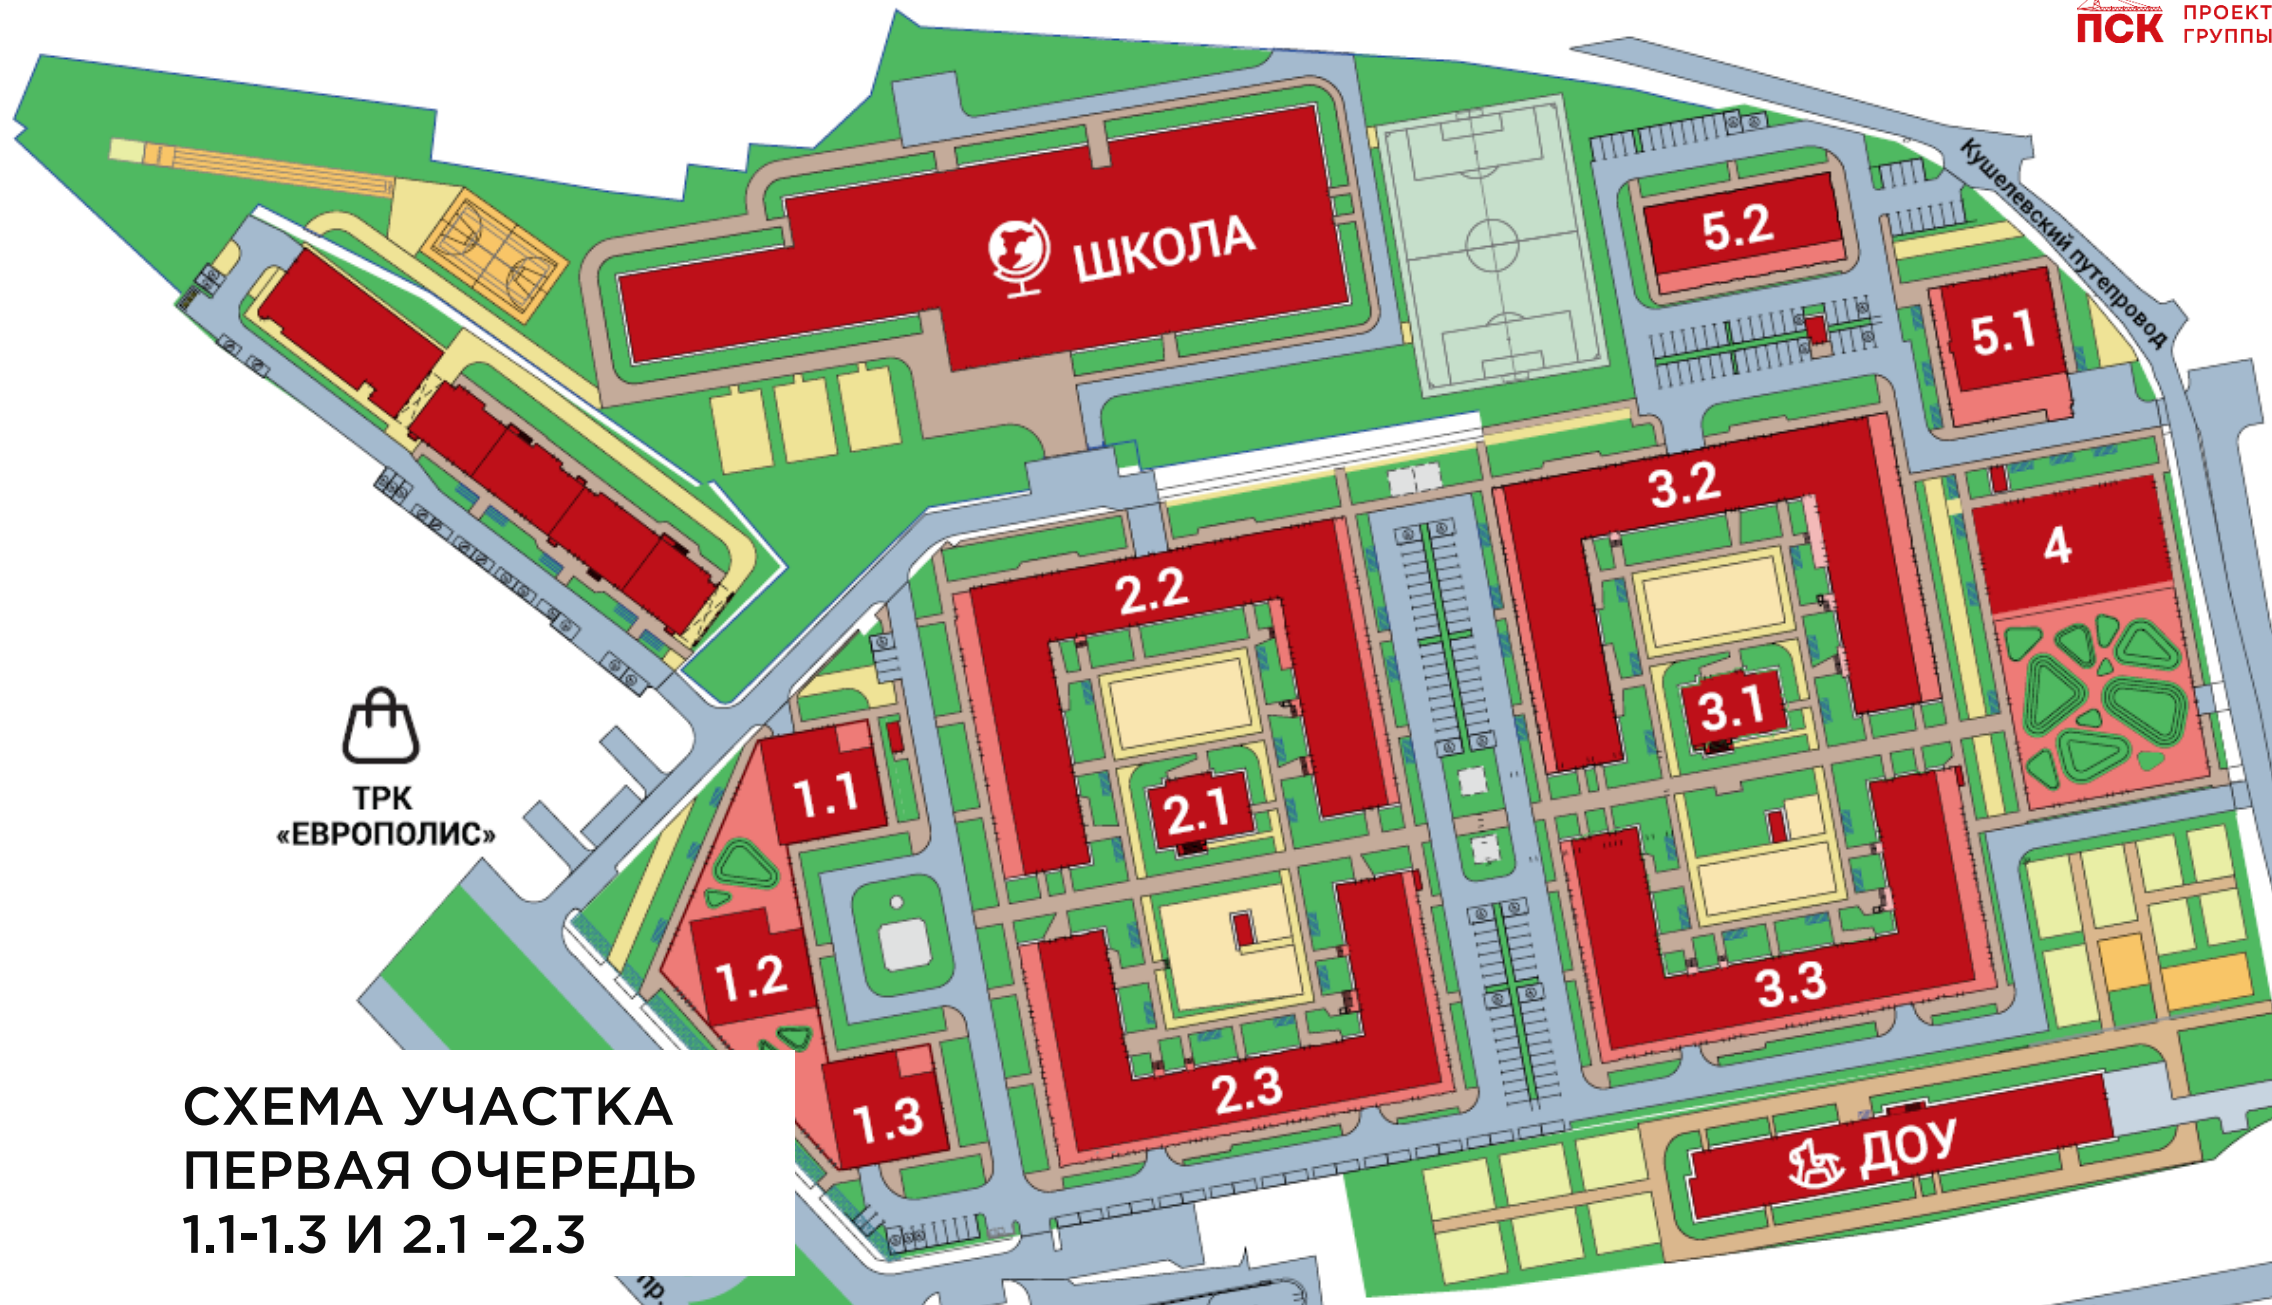 ПСК
ПРОЕКТ
ГРУППЫ
Кушелевский путепровод
ШКОЛА
5.2
5.1
3.2
4
2.2
3.1
2.1
1.1
ТРК
«ЕВРОПОЛИС»
1.2
3.3
2.3
1.3
ДОУ
СХЕМА УЧАСТКА
ПЕРВАЯ ОЧЕРЕДЬ
1.1-1.3 И 2.1 -2.3
пр.